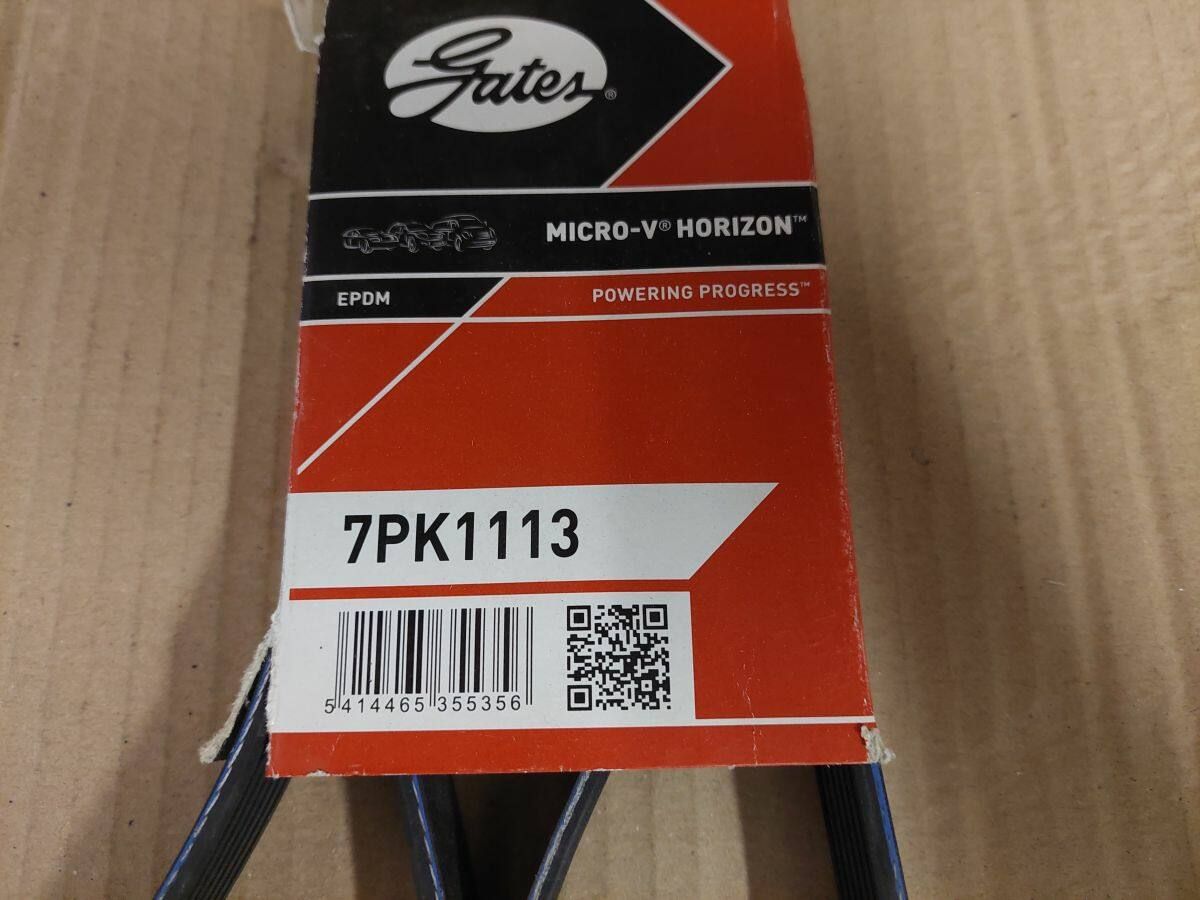 Gates®
MICRO-V® HORIZON™
EPDM
POWERING PROGRESS™
7PK1113
5 414465 355356